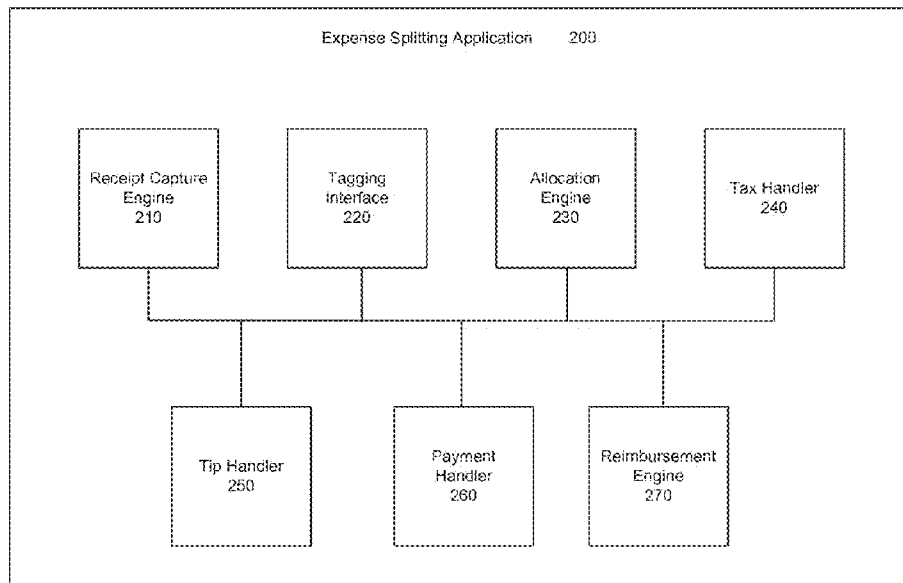 Expense Splitting Application 200
Receipt Capture
Engine
210
Tagging
Interface
220
Allocation
Engine
230
Tax Handler
240
Tip Handler
250
Payment
Handler
260
Reimbursement
Engine
270